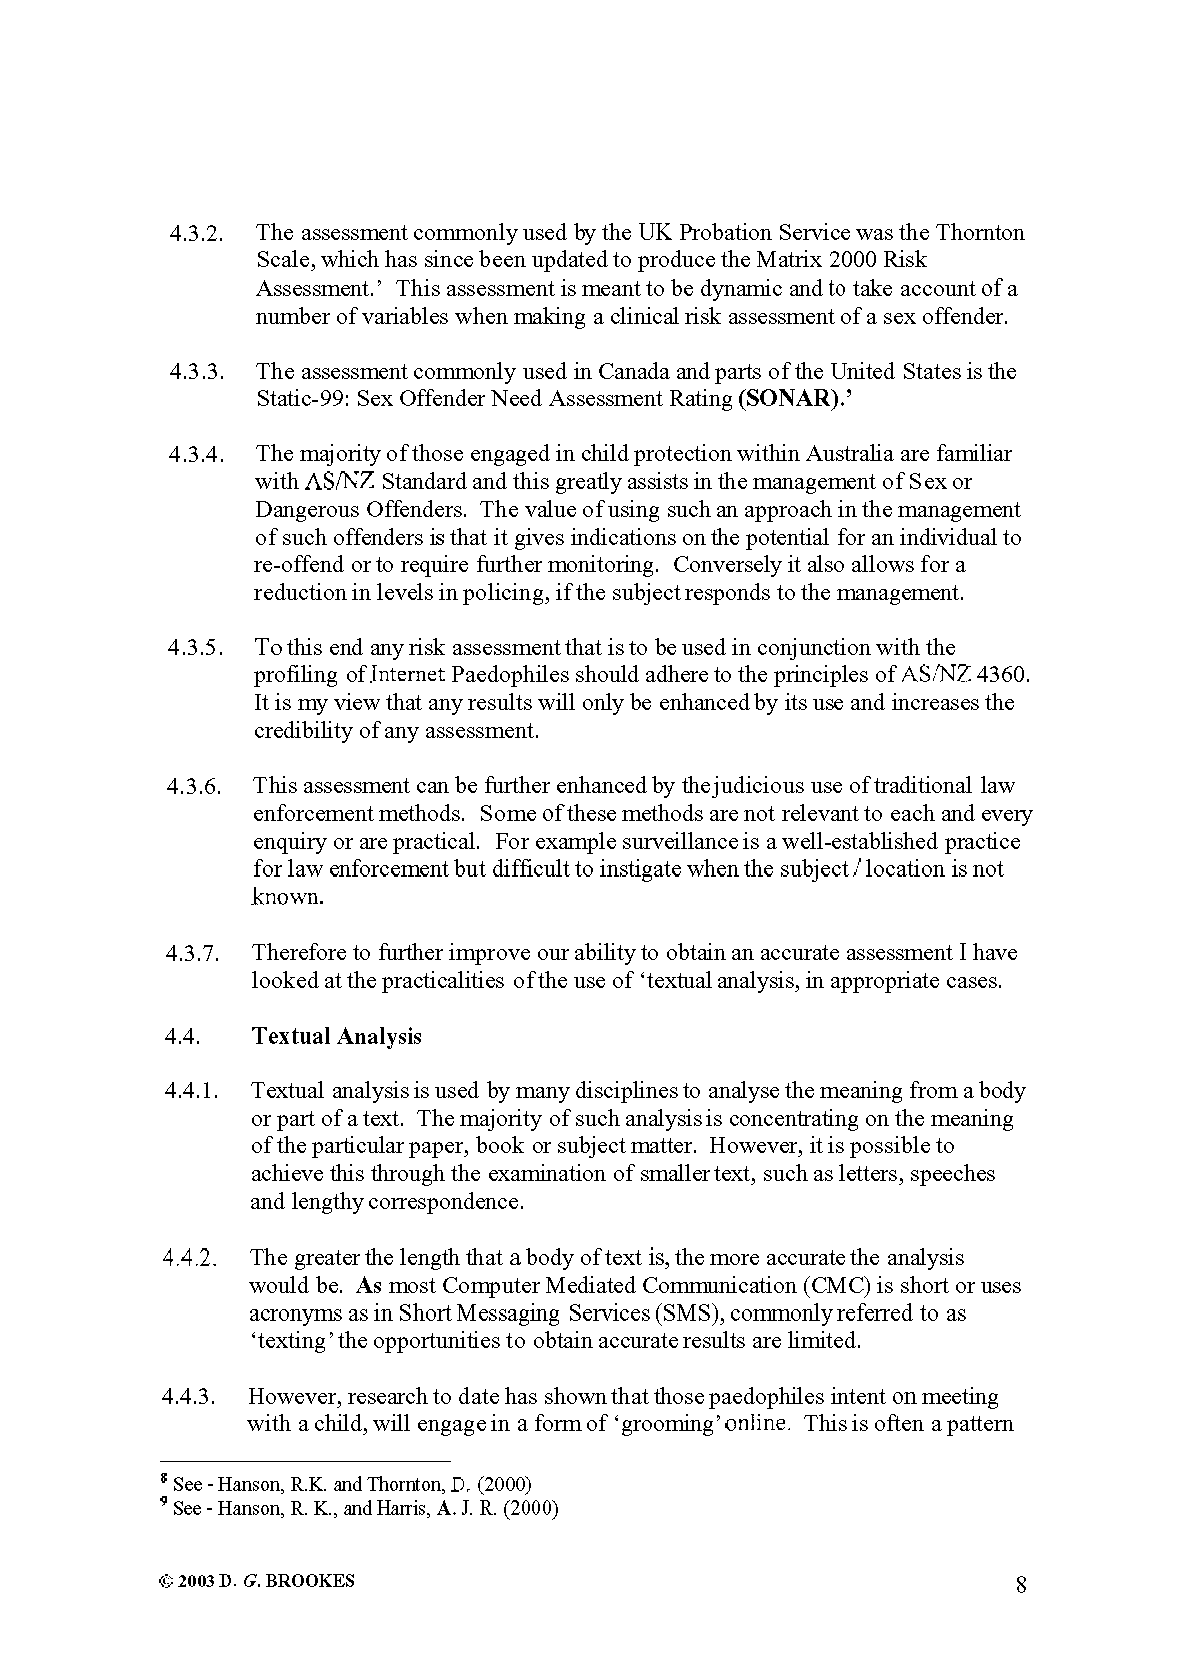 4.3.2. The assessment commonly used by the UK Probation Service was the Thornton
Scale, which has since been updated to produce the Matrix 2000 Risk
Assessment.’ This assessment is meant to be dynamic and to take account of a
number of variables when making a clinical risk assessment of a sex offender.
4.3.3. The assessment commonly used in Canada and parts of the United States is the
Static-99: Sex Offender Need Assessment Rating (SONAR).’
4.3.4. The majority of those engaged in child protection within Australia are familiar
with AS/NZ Standard and this greatly assists in the management of Sex or
Dangerous Offenders. The value of using such an approach in the management
of such offenders is that it gives indications on the potential for an individual to
re-offend or to require further monitoring. Conversely it also allows for a
reduction in levels in policing, if the subject responds to the management.
4.3.5. To this end any risk assessment that is to be used in conjunction with the
profiling of Internet Paedophiles should adhere to the principles of AS/NZ 4360.
It is my view that any results will only be enhanced by its use and increases the
credibility of any assessment.
4.3.6. This assessment can be further enhanced by the judicious use of traditional law
enforcement methods. Some of these methods are not relevant to each and every
enquiry or are practical. For example surveillance is a well-established practice
for law enforcement but difficult to instigate when the subject / location is not
known.
4.3.7. Therefore to further improve our ability to obtain an accurate assessment I have
looked at the practicalities of the use of ‘textual analysis, in appropriate cases.
4.4. Textual Analysis
4.4.1. Textual analysis is used by many disciplines to analyse the meaning from a body
or part of a text. The majority of such analysis is concentrating on the meaning
of the particular paper, book or subject matter. However, it is possible to
achieve this through the examination of smaller text, such as letters, speeches
and lengthy correspondence.
4.4.2. The greater the length that a body of text is, the more accurate the analysis
would be. As most Computer Mediated Communication (CMC) is short or uses
acronyms as in Short Messaging Services (SMS), commonly referred to as
‘texting’ the opportunities to obtain accurate results are limited.
4.4.3. However, research to date has shown that those paedophiles intent on meeting
with a child, will engage in a form of ‘grooming’ online. This is often a pattern
8 See - Hanson, R.K. and Thornton, D. (2000)
9 See - Hanson, R. K., and Harris, A. J. R. (2000)
© 2003 D. G. BROOKES 8